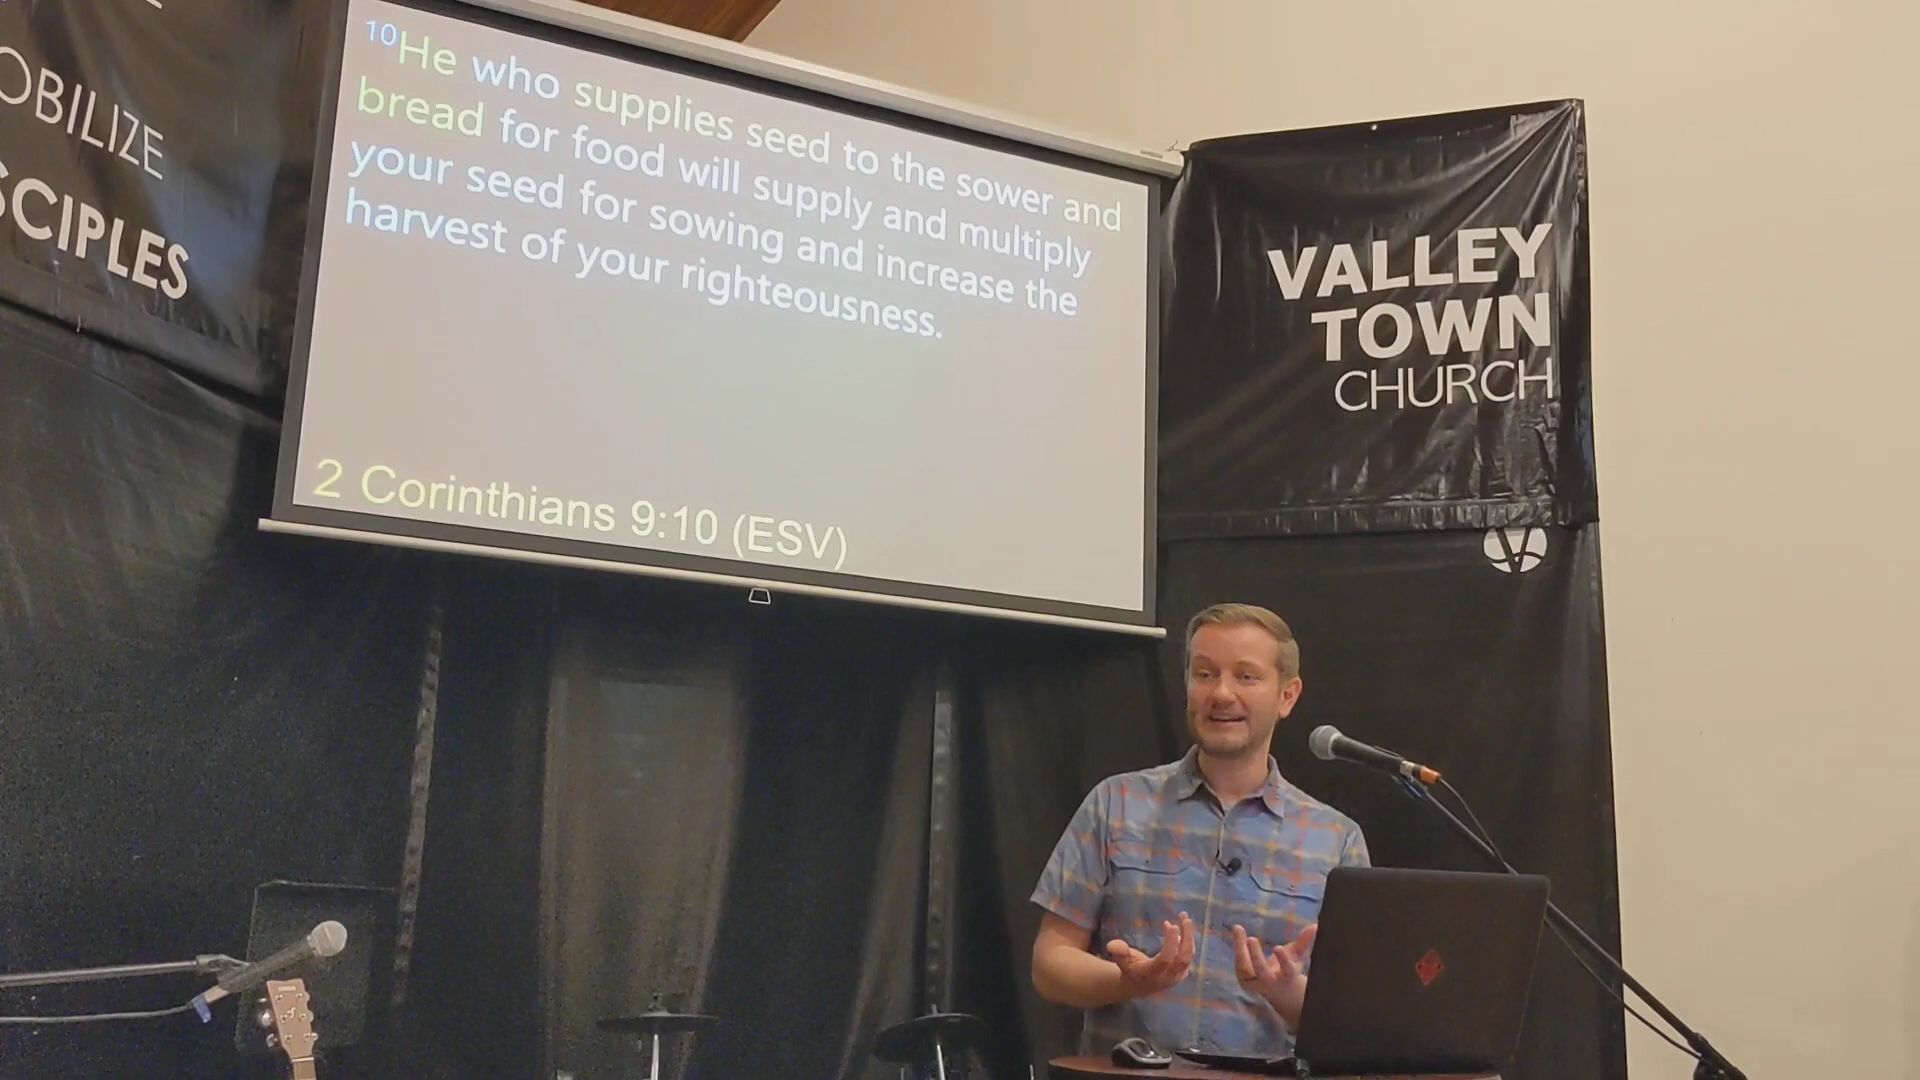 OBILIZE
SCIPLES
10He who supplies seed to the sower and
bread for food will supply and multiply
your seed for sowing and increase the
harvest of your righteousness.
2 Corinthians 9:10 (ESV)
VALLEY
TOWN
CHURCH